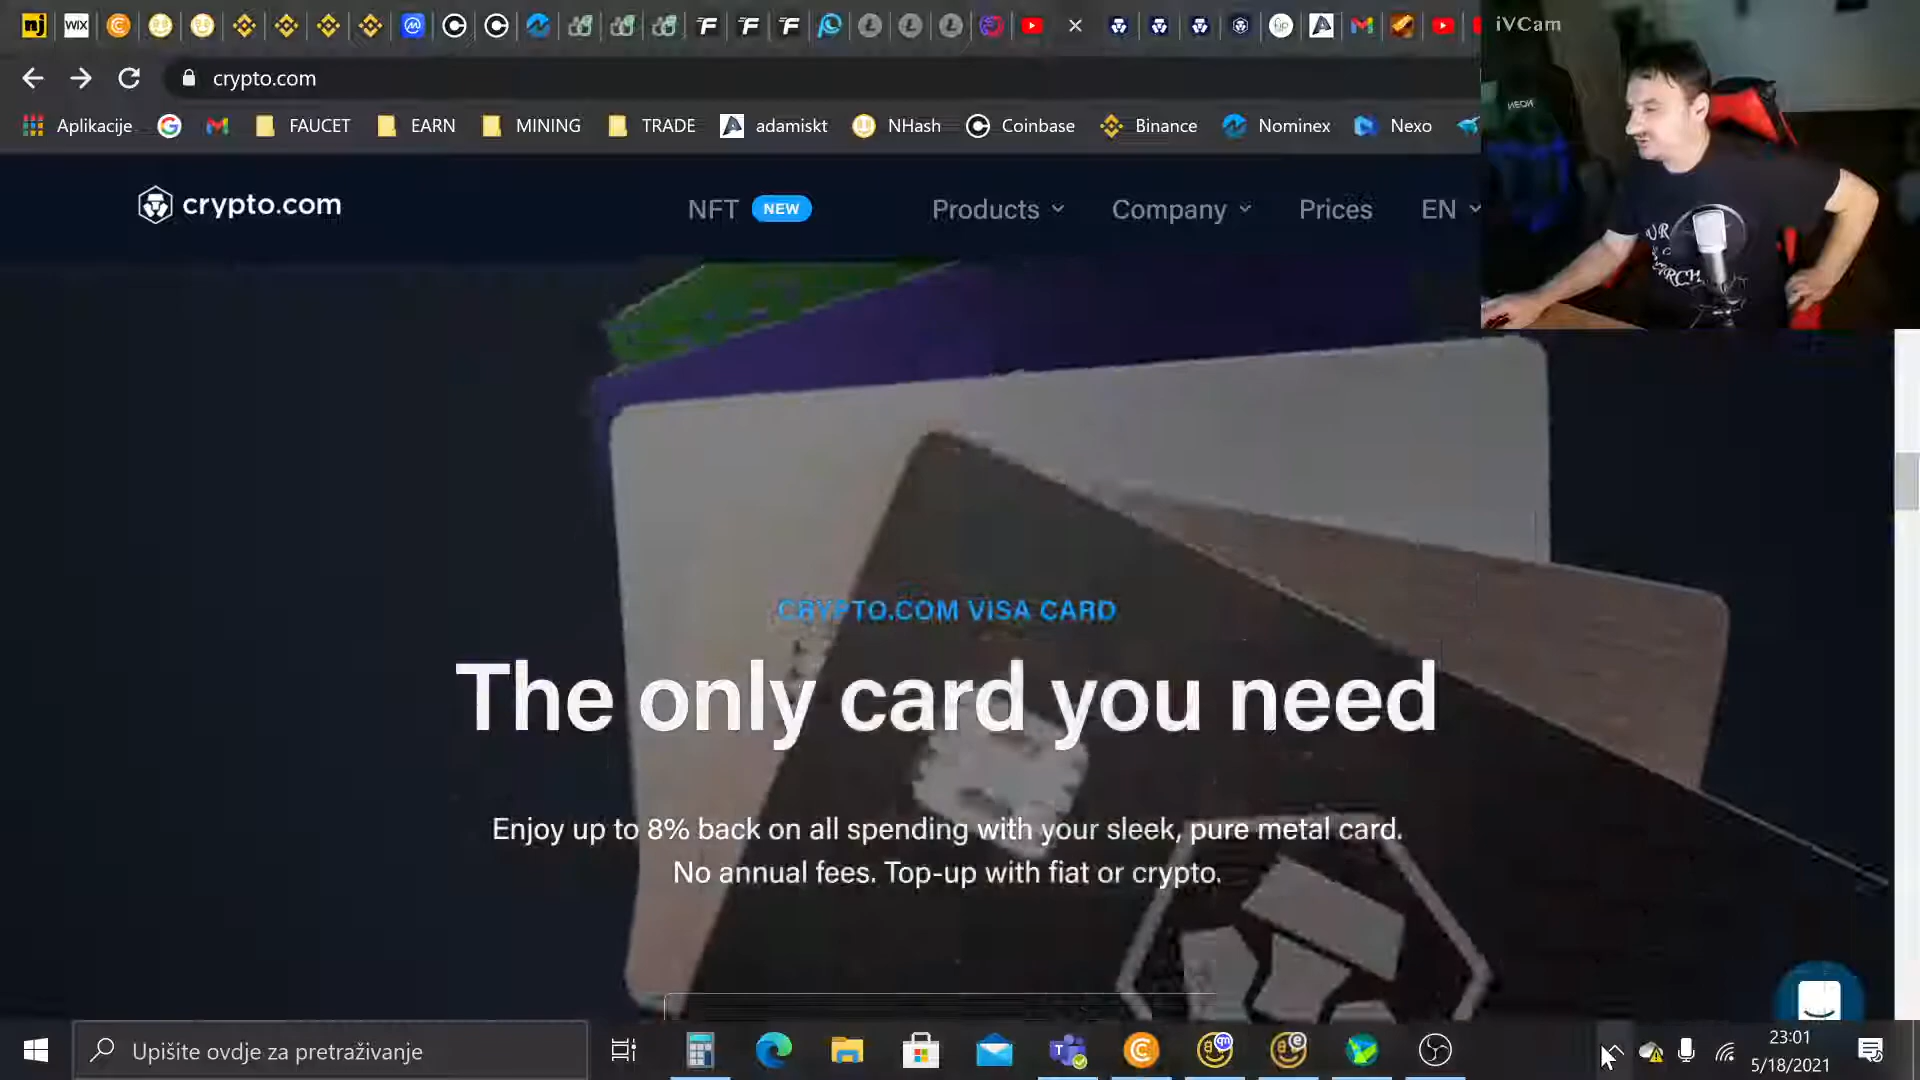 nj WIX
iVCam
crypto.com
Aplikacije FAUCET EARN MINING TRADE adamiskt NHash Coinbase Binance Nominex Nexo
NEON
crypto.com NFT NEW Products Company Prices EN
CRYPTO.COM VISA CARD
The only card you need
Enjoy up to 8% back on all spending with your sleek, pure metal card.
No annual fees. Top-up with fiat or crypto.
Upišite ovdje za pretraživanje
23:01
5/18/2021